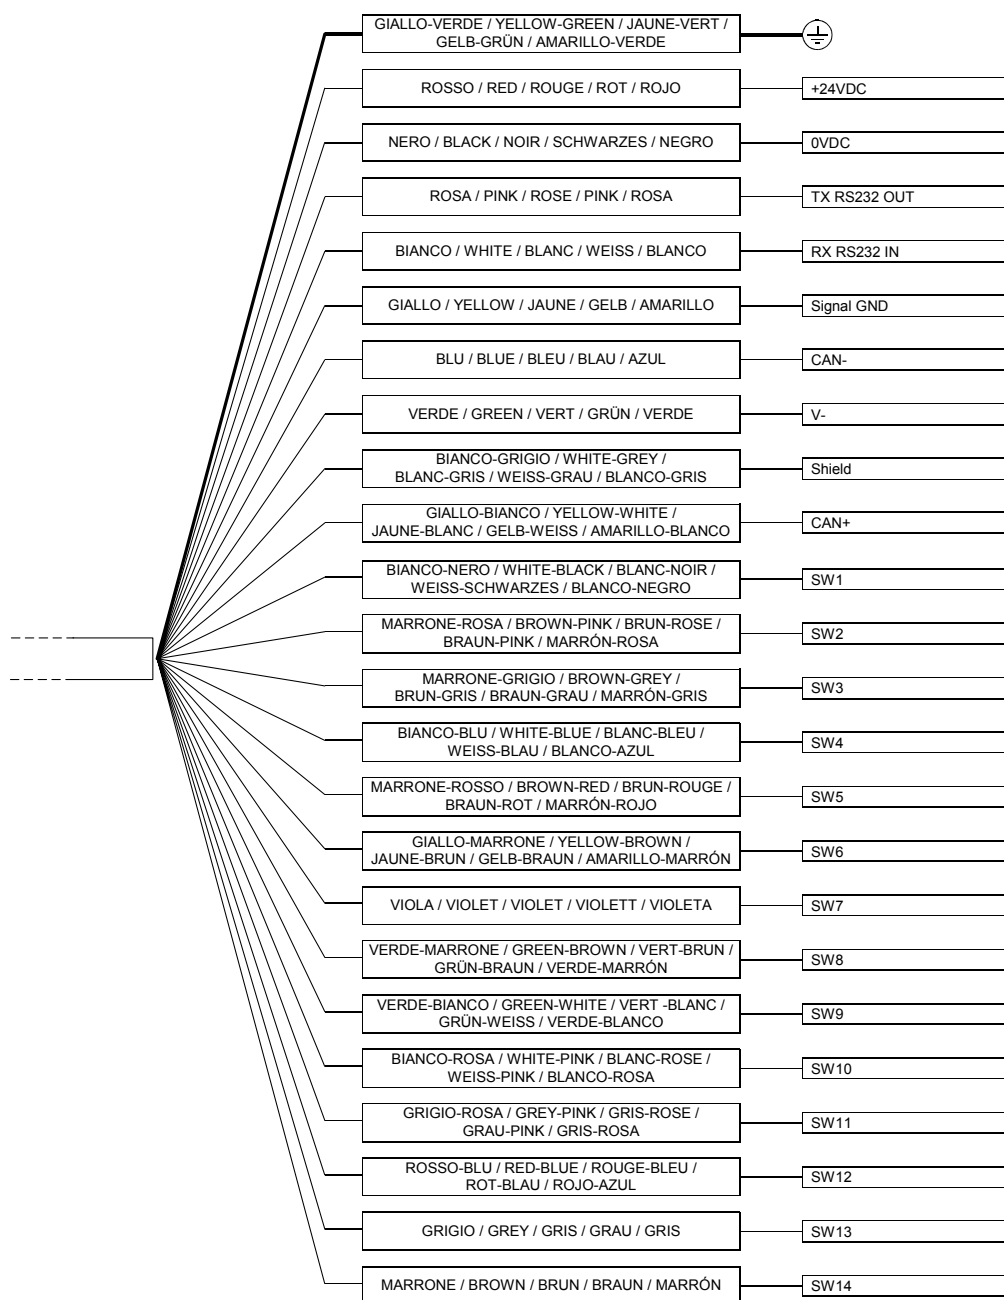 GIALLO-VERDE / YELLOW-GREEN / JAUNE-VERT /
GELB-GRÜN / AMARILLO-VERDE
ROSSO / RED / ROUGE / ROT / ROJO
+24VDC
NERO / BLACK / NOIR / SCHWARZES / NEGRO
0VDC
ROSA / PINK / ROSE / PINK / ROSA
TX RS232 OUT
BIANCO / WHITE / BLANC / WEISS / BLANCO
RX RS232 IN
GIALLO / YELLOW / JAUNE / GELB / AMARILLO
Signal GND
BLU / BLUE / BLEU / BLAU / AZUL
CAN-
VERDE / GREEN / VERT / GRÜN / VERDE
V-
BIANCO-GRIGIO / WHITE-GREY /
BLANC-GRIS / WEISS-GRAU / BLANCO-GRIS
Shield
GIALLO-BIANCO / YELLOW-WHITE /
JAUNE-BLANC / GELB-WEISS / AMARILLO-BLANCO
CAN+
BIANCO-NERO / WHITE-BLACK / BLANC-NOIR /
WEISS-SCHWARZES / BLANCO-NEGRO
SW1
MARRONE-ROSA / BROWN-PINK / BRUN-ROSE /
BRAUN-PINK / MARRÓN-ROSA
SW2
MARRONE-GRIGIO / BROWN-GREY /
BRUN-GRIS / BRAUN-GRAU / MARRÓN-GRIS
SW3
BIANCO-BLU / WHITE-BLUE / BLANC-BLEU /
WEISS-BLAU / BLANCO-AZUL
SW4
MARRONE-ROSSO / BROWN-RED / BRUN-ROUGE /
BRAUN-ROT / MARRÓN-ROJO
SW5
GIALLO-MARRONE / YELLOW-BROWN /
JAUNE-BRUN / GELB-BRAUN / AMARILLO-MARRÓN
SW6
VIOLA / VIOLET / VIOLET / VIOLETT / VIOLETA
SW7
VERDE-MARRONE / GREEN-BROWN / VERT-BRUN /
GRÜN-BRAUN / VERDE-MARRÓN
SW8
VERDE-BIANCO / GREEN-WHITE / VERT -BLANC /
GRÜN-WEISS / VERDE-BLANCO
SW9
BIANCO-ROSA / WHITE-PINK / BLANC-ROSE /
WEISS-PINK / BLANCO-ROSA
SW10
GRIGIO-ROSA / GREY-PINK / GRIS-ROSE /
GRAU-PINK / GRIS-ROSA
SW11
ROSSO-BLU / RED-BLUE / ROUGE-BLEU /
ROT-BLAU / ROJO-AZUL
SW12
GRIGIO / GREY / GRIS / GRAU / GRIS
SW13
MARRONE / BROWN / BRUN / BRAUN / MARRÓN
SW14